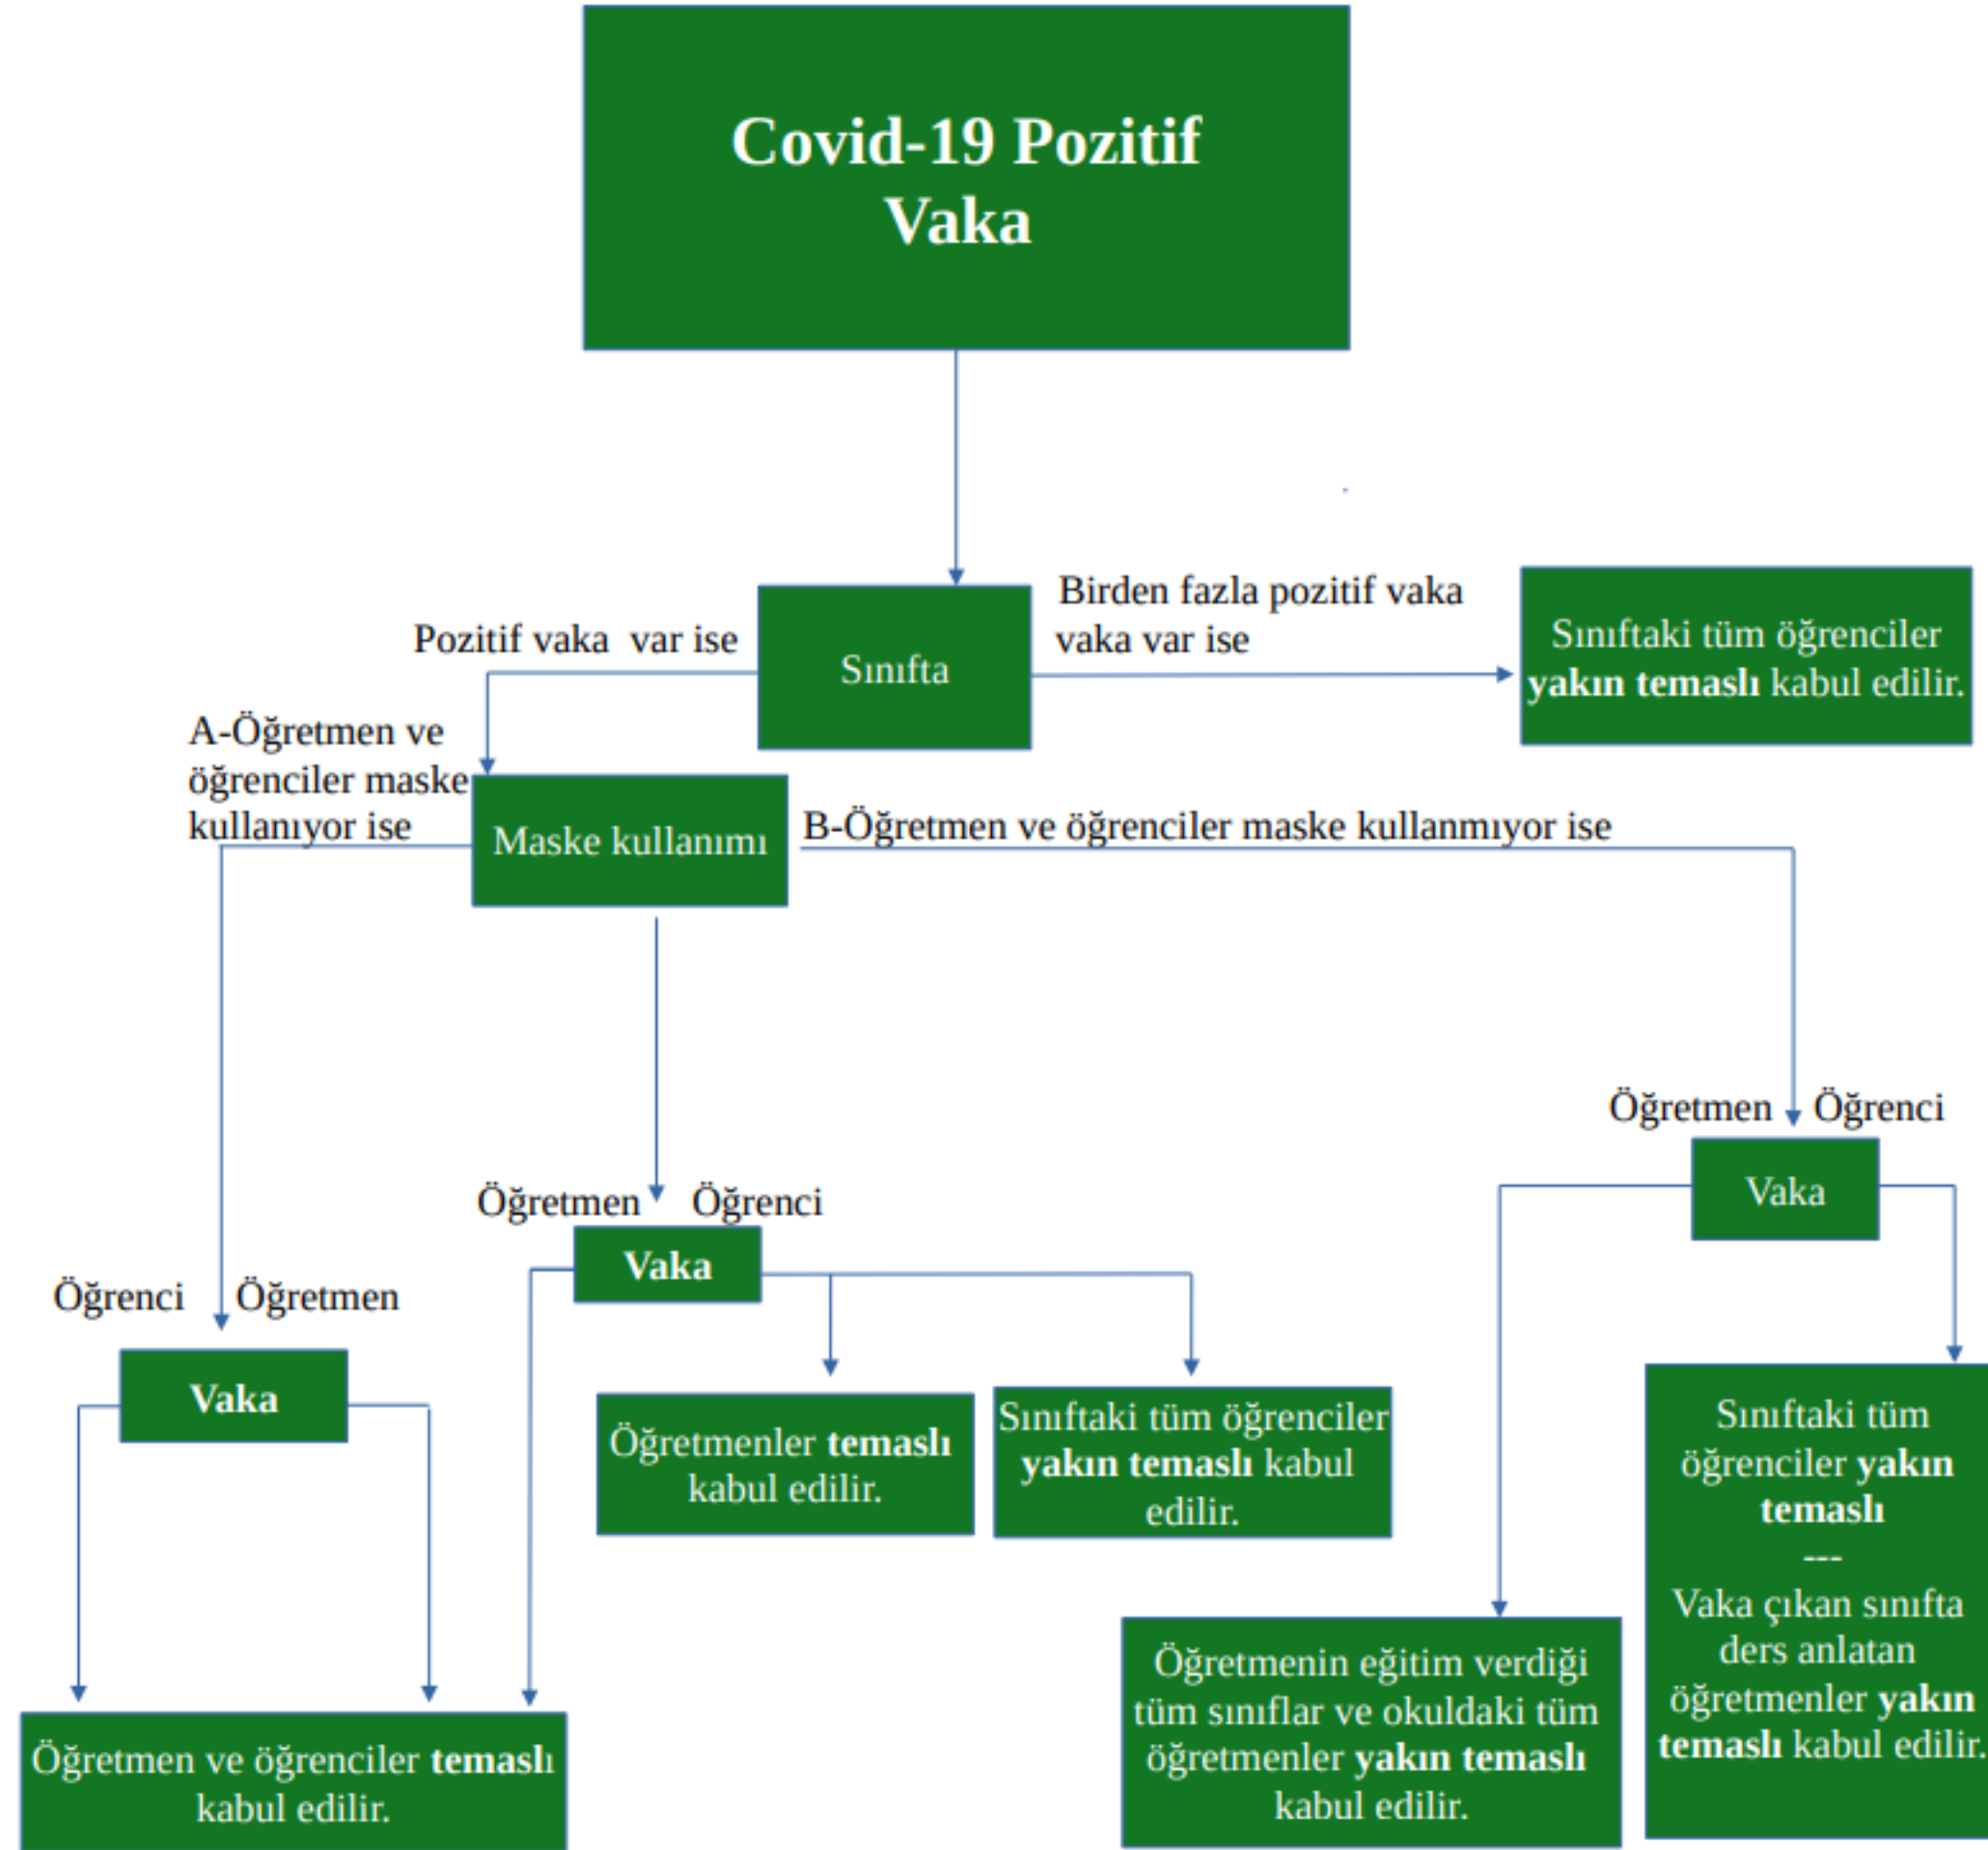 Covid-19 Pozitif
Vaka
Birden fazla pozitif vaka
vaka var ise
Pozitif vaka  var ise
Sınıfta
Sınıftaki tüm öğrenciler
yakın temaslı kabul edilir.
A-Öğretmen ve
öğrenciler maske
kullanıyor ise
Maske kullanımı
B-Öğretmen ve öğrenciler maske kullanmıyor ise
Öğrenci
Öğretmen
Vaka
Öğretmen ve öğrenciler temaslı
kabul edilir.
Öğretmen
Öğrenci
Vaka
Öğretmenler temaslı
kabul edilir.
Sınıftaki tüm öğrenciler
yakın temaslı kabul
edilir.
Öğretmen
Öğrenci
Vaka
Öğretmenin eğitim verdiği
tüm sınıflar ve okuldaki tüm
öğretmenler yakın temaslı
kabul edilir.
Sınıftaki tüm
öğrenciler yakın
temaslı
---
Vaka çıkan sınıfta
ders anlatan
öğretmenler yakın
temaslı kabul edilir.